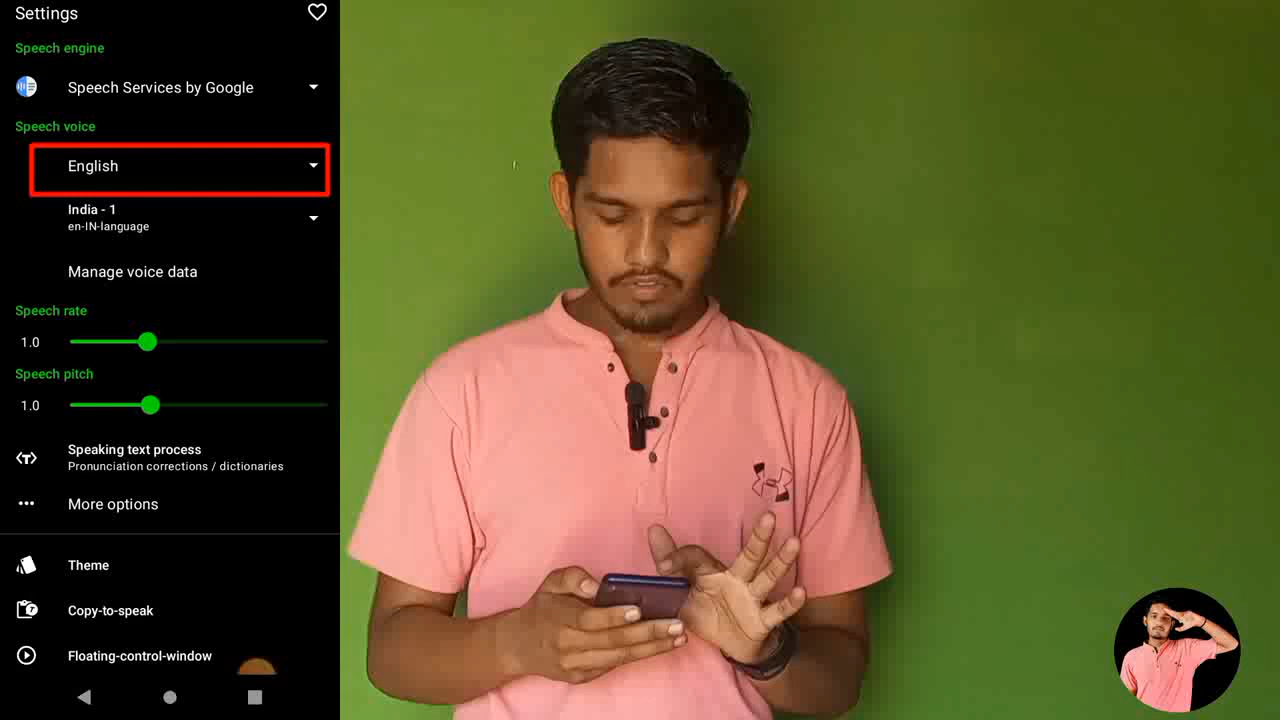 Settings
Speech engine
Speech Services by Google
Speech voice
English
India - 1
en-IN-language
Manage voice data
Speech rate
1.0
Speech pitch
1.0
Speaking text process
Pronunciation corrections / dictionaries
More options
Theme
Copy-to-speak
Floating-control-window